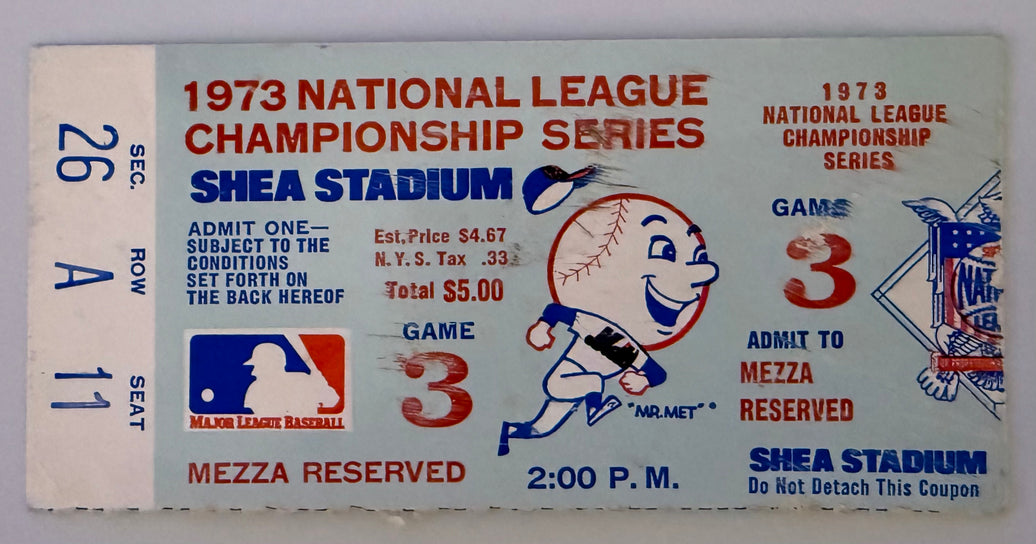 SEC.
26
ROW
A
SEAT
11
1973 NATIONAL LEAGUE
CHAMPIONSHIP SERIES
SHEA STADIUM
ADMIT ONE—
SUBJECT TO THE
CONDITIONS
SET FORTH ON
THE BACK HEREOF
Est. Price $4.67
N.Y.S. Tax .33
Total $5.00
GAME
3
MAJOR LEAGUE BASEBALL
"MR. MET"
MEZZA RESERVED
2:00 P.M.
1973
NATIONAL LEAGUE
CHAMPIONSHIP
SERIES
GAME
3
ADMIT TO
MEZZA
RESERVED
SHEA STADIUM
Do Not Detach This Coupon